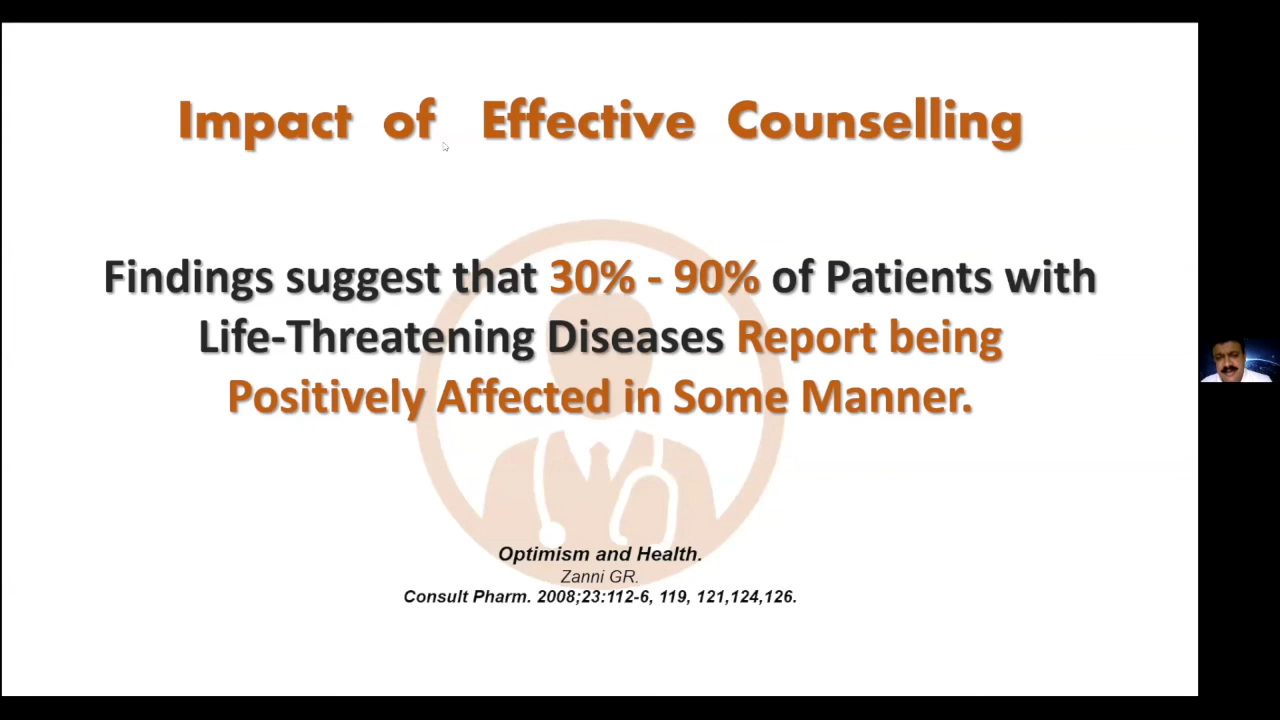 Impact of Effective Counselling
Findings suggest that 30% - 90% of Patients with
Life-Threatening Diseases Report being
Positively Affected in Some Manner.
Optimism and Health.
Zanni GR.
Consult Pharm. 2008;23:112-6, 119, 121,124,126.